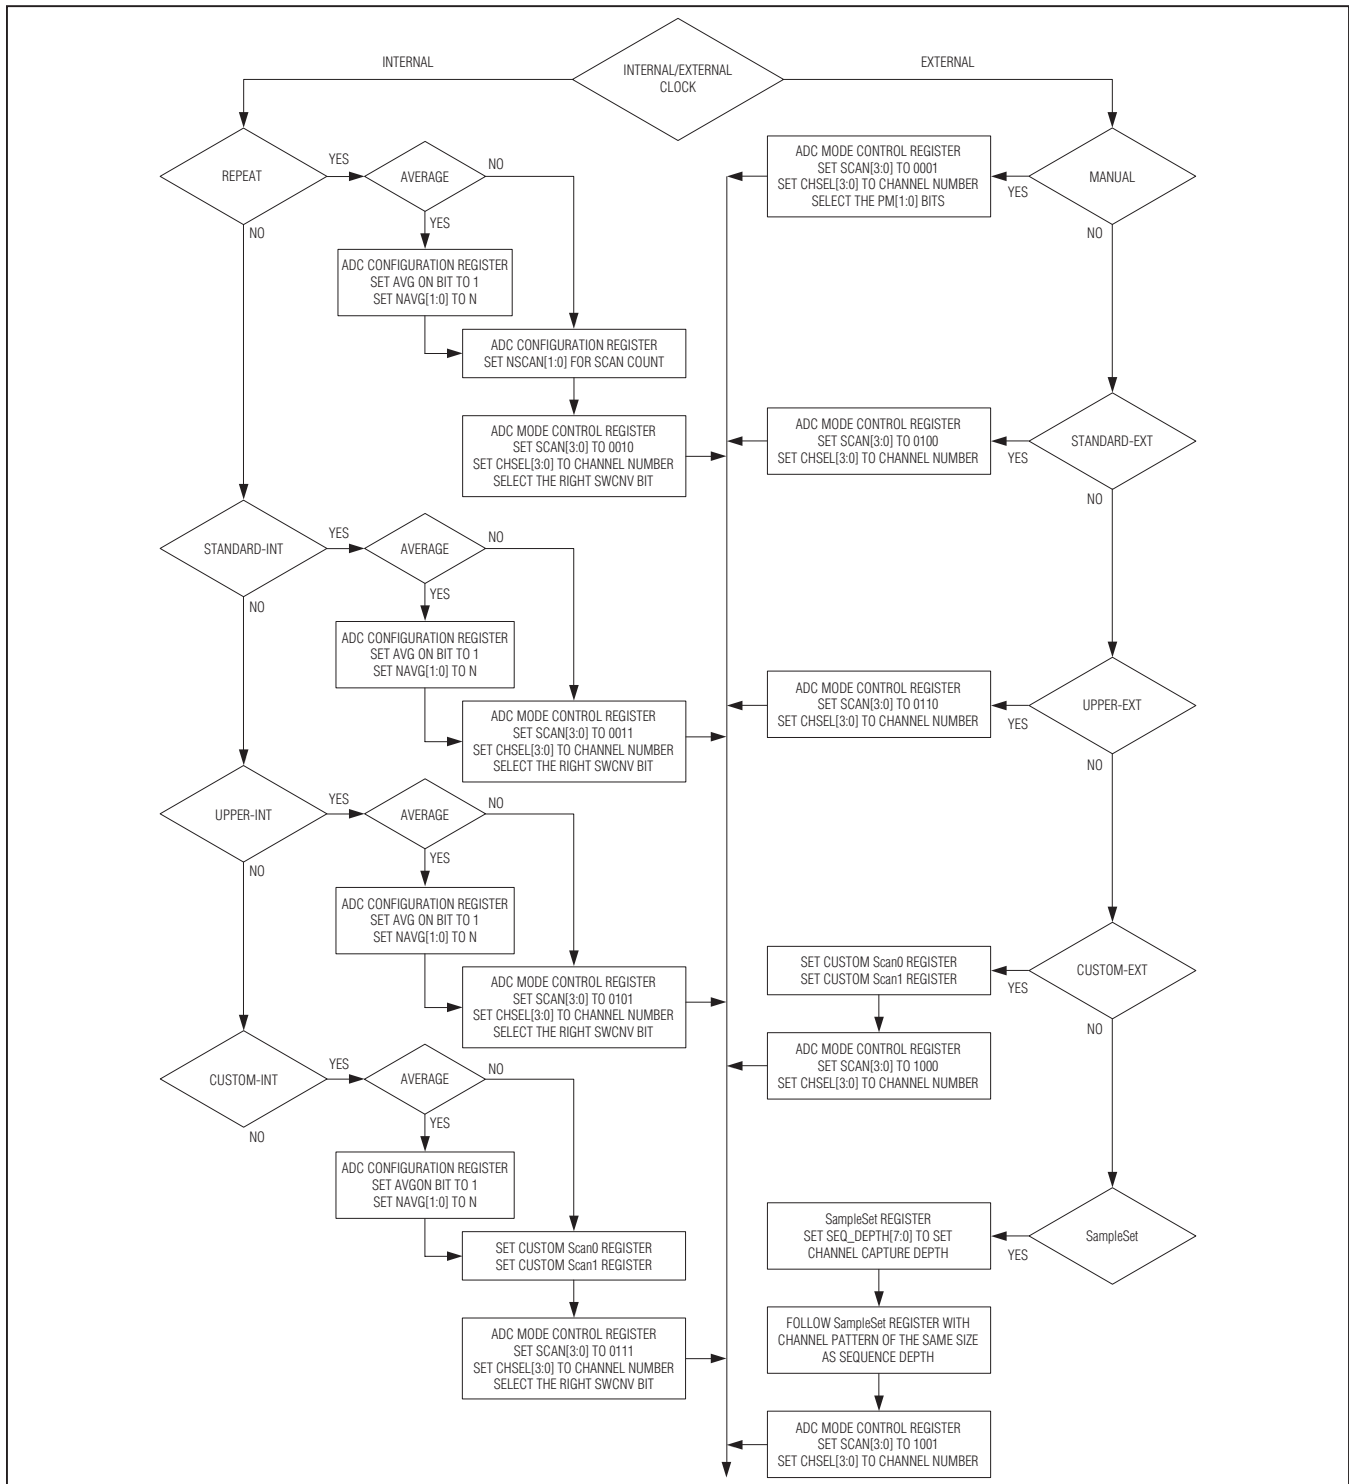 INTERNAL
INTERNAL/EXTERNAL
CLOCK
EXTERNAL
REPEAT
YES
AVERAGE
NO
YES
NO
ADC CONFIGURATION REGISTER
SET AVG ON BIT TO 1
SET NAVG[1:0] TO N
ADC CONFIGURATION REGISTER
SET NSCAN[1:0] FOR SCAN COUNT
ADC MODE CONTROL REGISTER
SET SCAN[3:0] TO 0010
SET CHSEL[3:0] TO CHANNEL NUMBER
SELECT THE RIGHT SWCNV BIT
STANDARD-INT
YES
AVERAGE
NO
YES
NO
ADC CONFIGURATION REGISTER
SET AVG ON BIT TO 1
SET NAVG[1:0] TO N
ADC MODE CONTROL REGISTER
SET SCAN[3:0] TO 0011
SET CHSEL[3:0] TO CHANNEL NUMBER
SELECT THE RIGHT SWCNV BIT
UPPER-INT
YES
AVERAGE
NO
YES
NO
ADC CONFIGURATION REGISTER
SET AVG ON BIT TO 1
SET NAVG[1:0] TO N
ADC MODE CONTROL REGISTER
SET SCAN[3:0] TO 0101
SET CHSEL[3:0] TO CHANNEL NUMBER
SELECT THE RIGHT SWCNV BIT
CUSTOM-INT
YES
AVERAGE
NO
YES
NO
ADC CONFIGURATION REGISTER
SET AVGON BIT TO 1
SET NAVG[1:0] TO N
SET CUSTOM Scan0 REGISTER
SET CUSTOM Scan1 REGISTER
ADC MODE CONTROL REGISTER
SET SCAN[3:0] TO 0111
SET CHSEL[3:0] TO CHANNEL NUMBER
SELECT THE RIGHT SWCNV BIT
ADC MODE CONTROL REGISTER
SET SCAN[3:0] TO 0001
SET CHSEL[3:0] TO CHANNEL NUMBER
SELECT THE PM[1:0] BITS
YES
MANUAL
NO
ADC MODE CONTROL REGISTER
SET SCAN[3:0] TO 0100
SET CHSEL[3:0] TO CHANNEL NUMBER
YES
STANDARD-EXT
NO
ADC MODE CONTROL REGISTER
SET SCAN[3:0] TO 0110
SET CHSEL[3:0] TO CHANNEL NUMBER
YES
UPPER-EXT
NO
SET CUSTOM Scan0 REGISTER
SET CUSTOM Scan1 REGISTER
YES
CUSTOM-EXT
NO
ADC MODE CONTROL REGISTER
SET SCAN[3:0] TO 1000
SET CHSEL[3:0] TO CHANNEL NUMBER
SampleSet REGISTER
SET SEQ_DEPTH[7:0] TO SET
CHANNEL CAPTURE DEPTH
YES
SampleSet
FOLLOW SampleSet REGISTER WITH
CHANNEL PATTERN OF THE SAME SIZE
AS SEQUENCE DEPTH
ADC MODE CONTROL REGISTER
SET SCAN[3:0] TO 1001
SET CHSEL[3:0] TO CHANNEL NUMBER